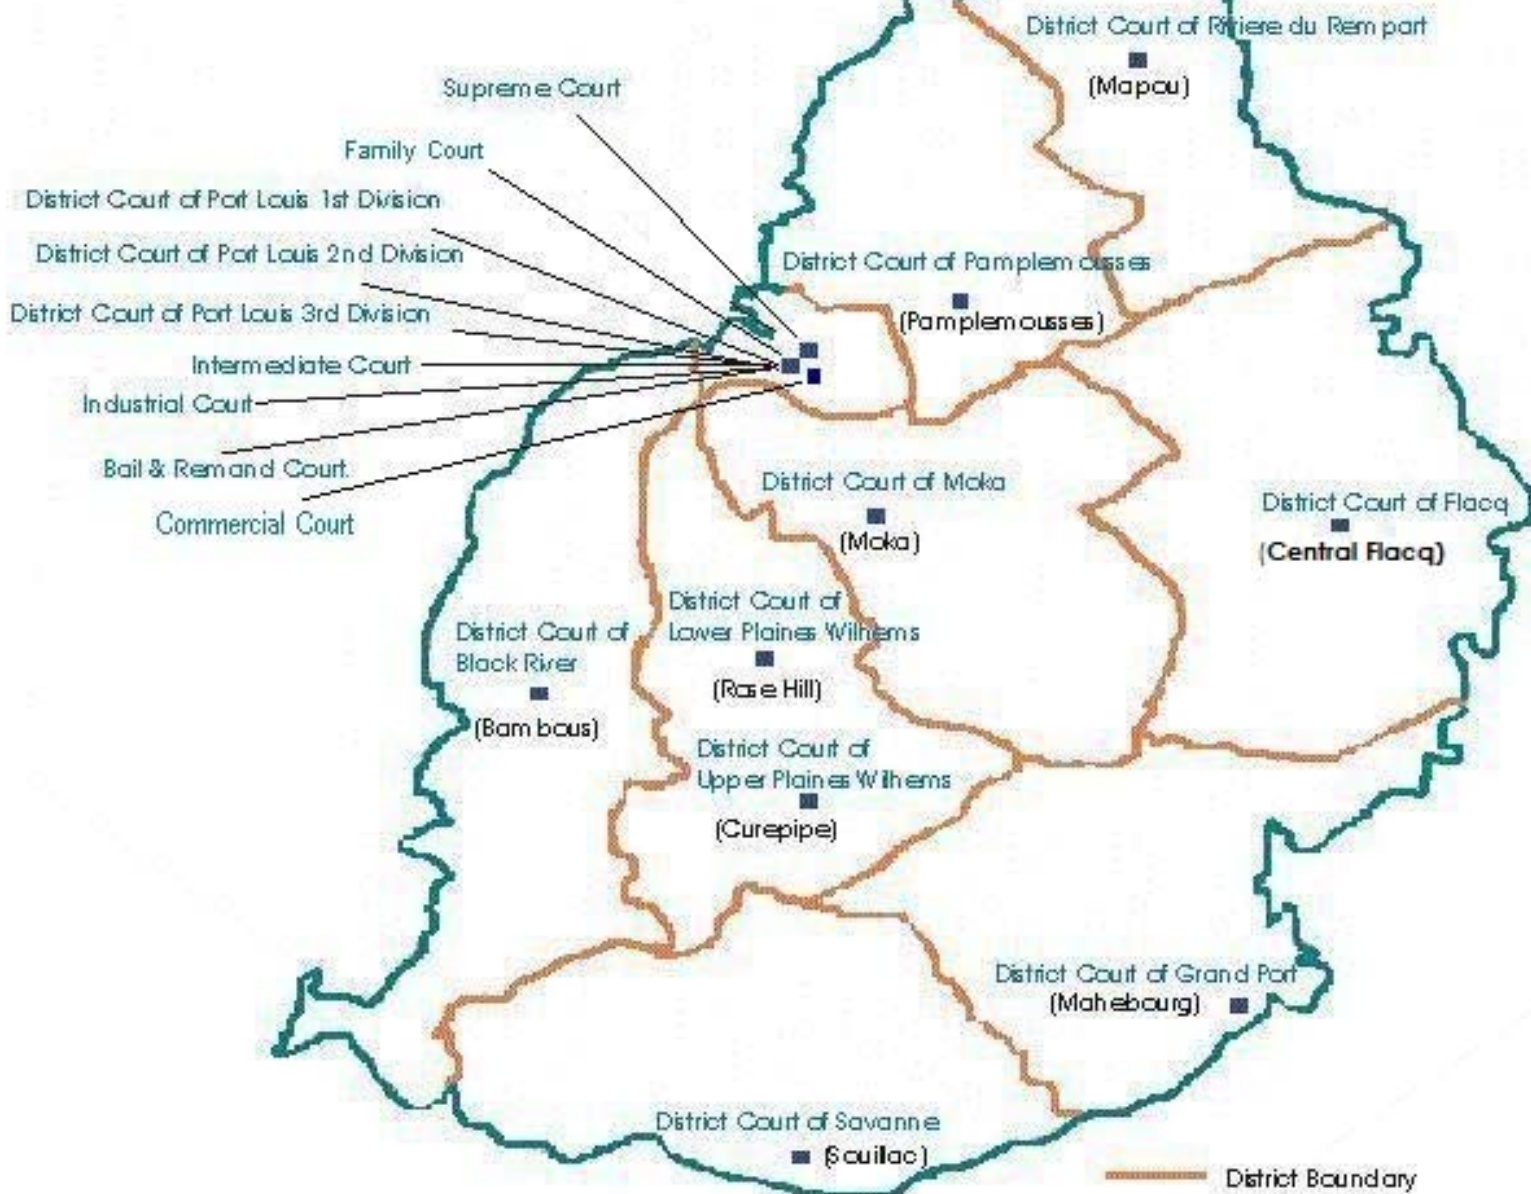 District Court of Riviere du Rempart
(Mapou)
Supreme Court
Family Court
District Court of Port Louis 1st Division
District Court of Port Louis 2nd Division
District Court of Port Louis 3rd Division
Intermediate Court
Industrial Court
Bail & Remand Court
Commercial Court
District Court of Pamplemousses
(Pamplemousses)
District Court of Moka
(Moka)
District Court of Flacq
(Central Flacq)
District Court of
Lower Plaines Wilhems
(Rose Hill)
District Court of
Black River
(Bambous)
District Court of
Upper Plaines Wilhems
(Curepipe)
District Court of Grand Port
(Mahebourg)
District Court of Savanne
(Souillac)
District Boundary